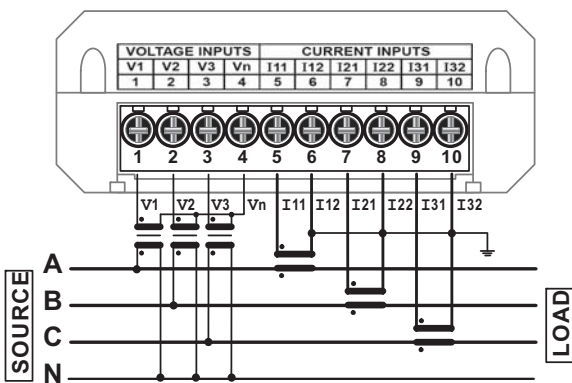 VOLTAGE INPUTS CURRENT INPUTS
V1 V2 V3 Vn I11 I12 I21 I22 I31 I32
1 2 3 4 5 6 7 8 9 10
1 2 3 4 5 6 7 8 9 10
V1 V2 V3 Vn I11 I12 I21 I22 I31 I32
SOURCE
A
B
C
N
LOAD